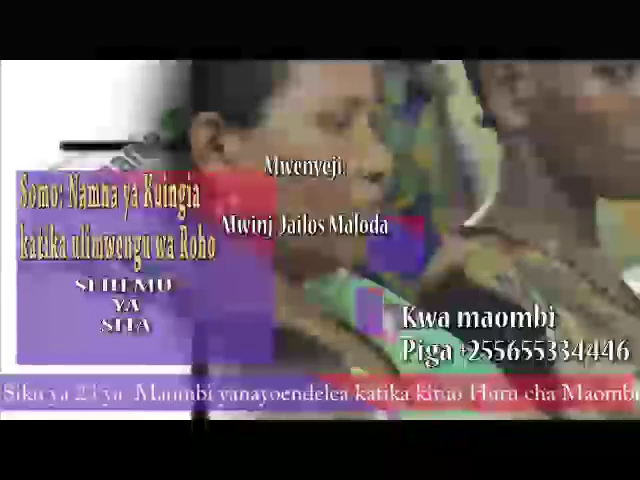 Somo: Namna ya Kuingia
katika ulimwengu wa Roho
SEHEMU
YA
SITA
Mwenyeji
Mwinj Jailos Maloda
Kwa maombi
Piga +255655334446
Siku ya 21 ya Maombi yanayoendelea katika kituo Huru cha Maombi